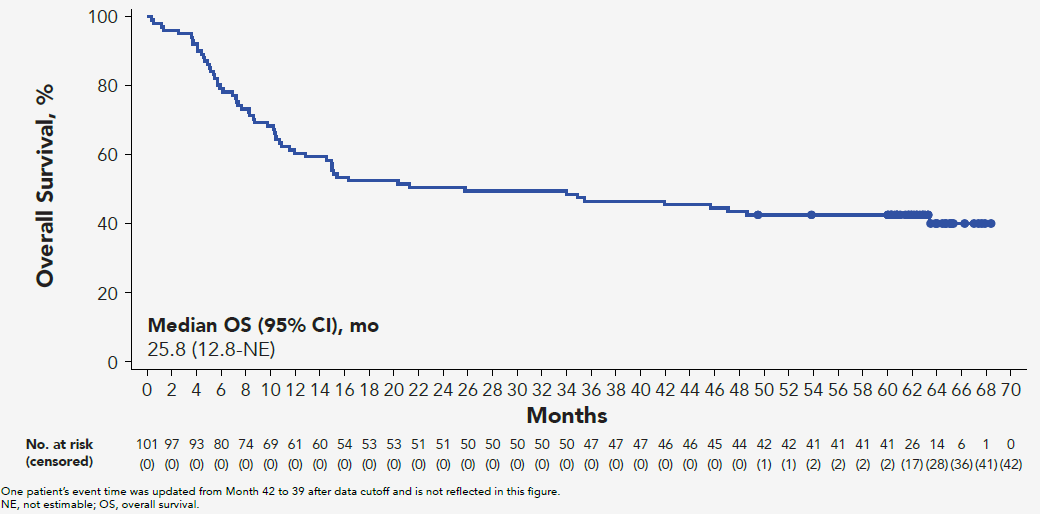 100
80
60
40
20
0
Overall Survival, %
Median OS (95% CI), mo
25.8 (12.8-NE)
0 2 4 6 8 10 12 14 16 18 20 22 24 26 28 30 32 34 36 38 40 42 44 46 48 50 52 54 56 58 60 62 64 66 68 70
Months
No. at risk 101 97 93 80 74 69 61 60 54 53 53 51 51 50 50 50 50 50 47 47 47 46 46 45 44 42 42 41 41 41 41 26 14 6 1 0
(censored) (0) (0) (0) (0) (0) (0) (0) (0) (0) (0) (0) (0) (0) (0) (0) (0) (0) (0) (0) (0) (0) (0) (0) (0) (0) (1) (1) (2) (2) (2) (2) (17) (28) (36) (41) (42)
One patient's event time was updated from Month 42 to 39 after data cutoff and is not reflected in this figure.
NE, not estimable; OS, overall survival.